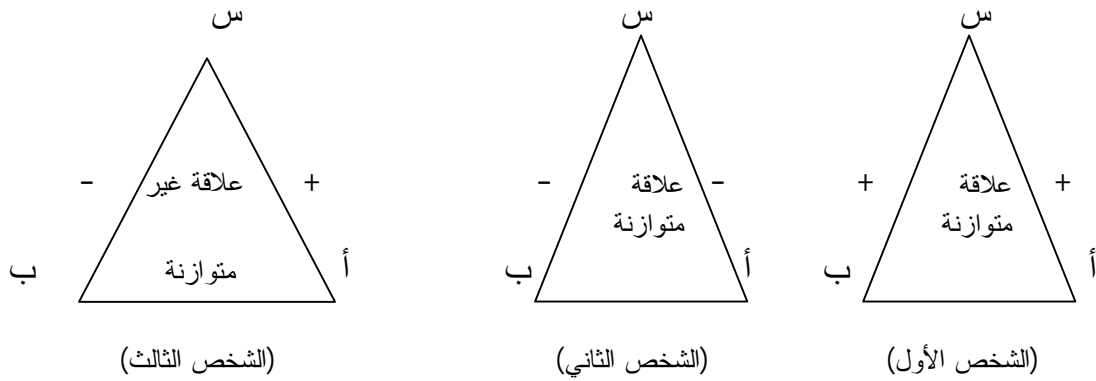 س
+ علاقة +
متوازنة
أ
ب
(الشخص الأول)
س
- علاقة -
متوازنة
أ
ب
(الشخص الثاني)
س
+ علاقة غير -
متوازنة
أ
ب
(الشخص الثالث)